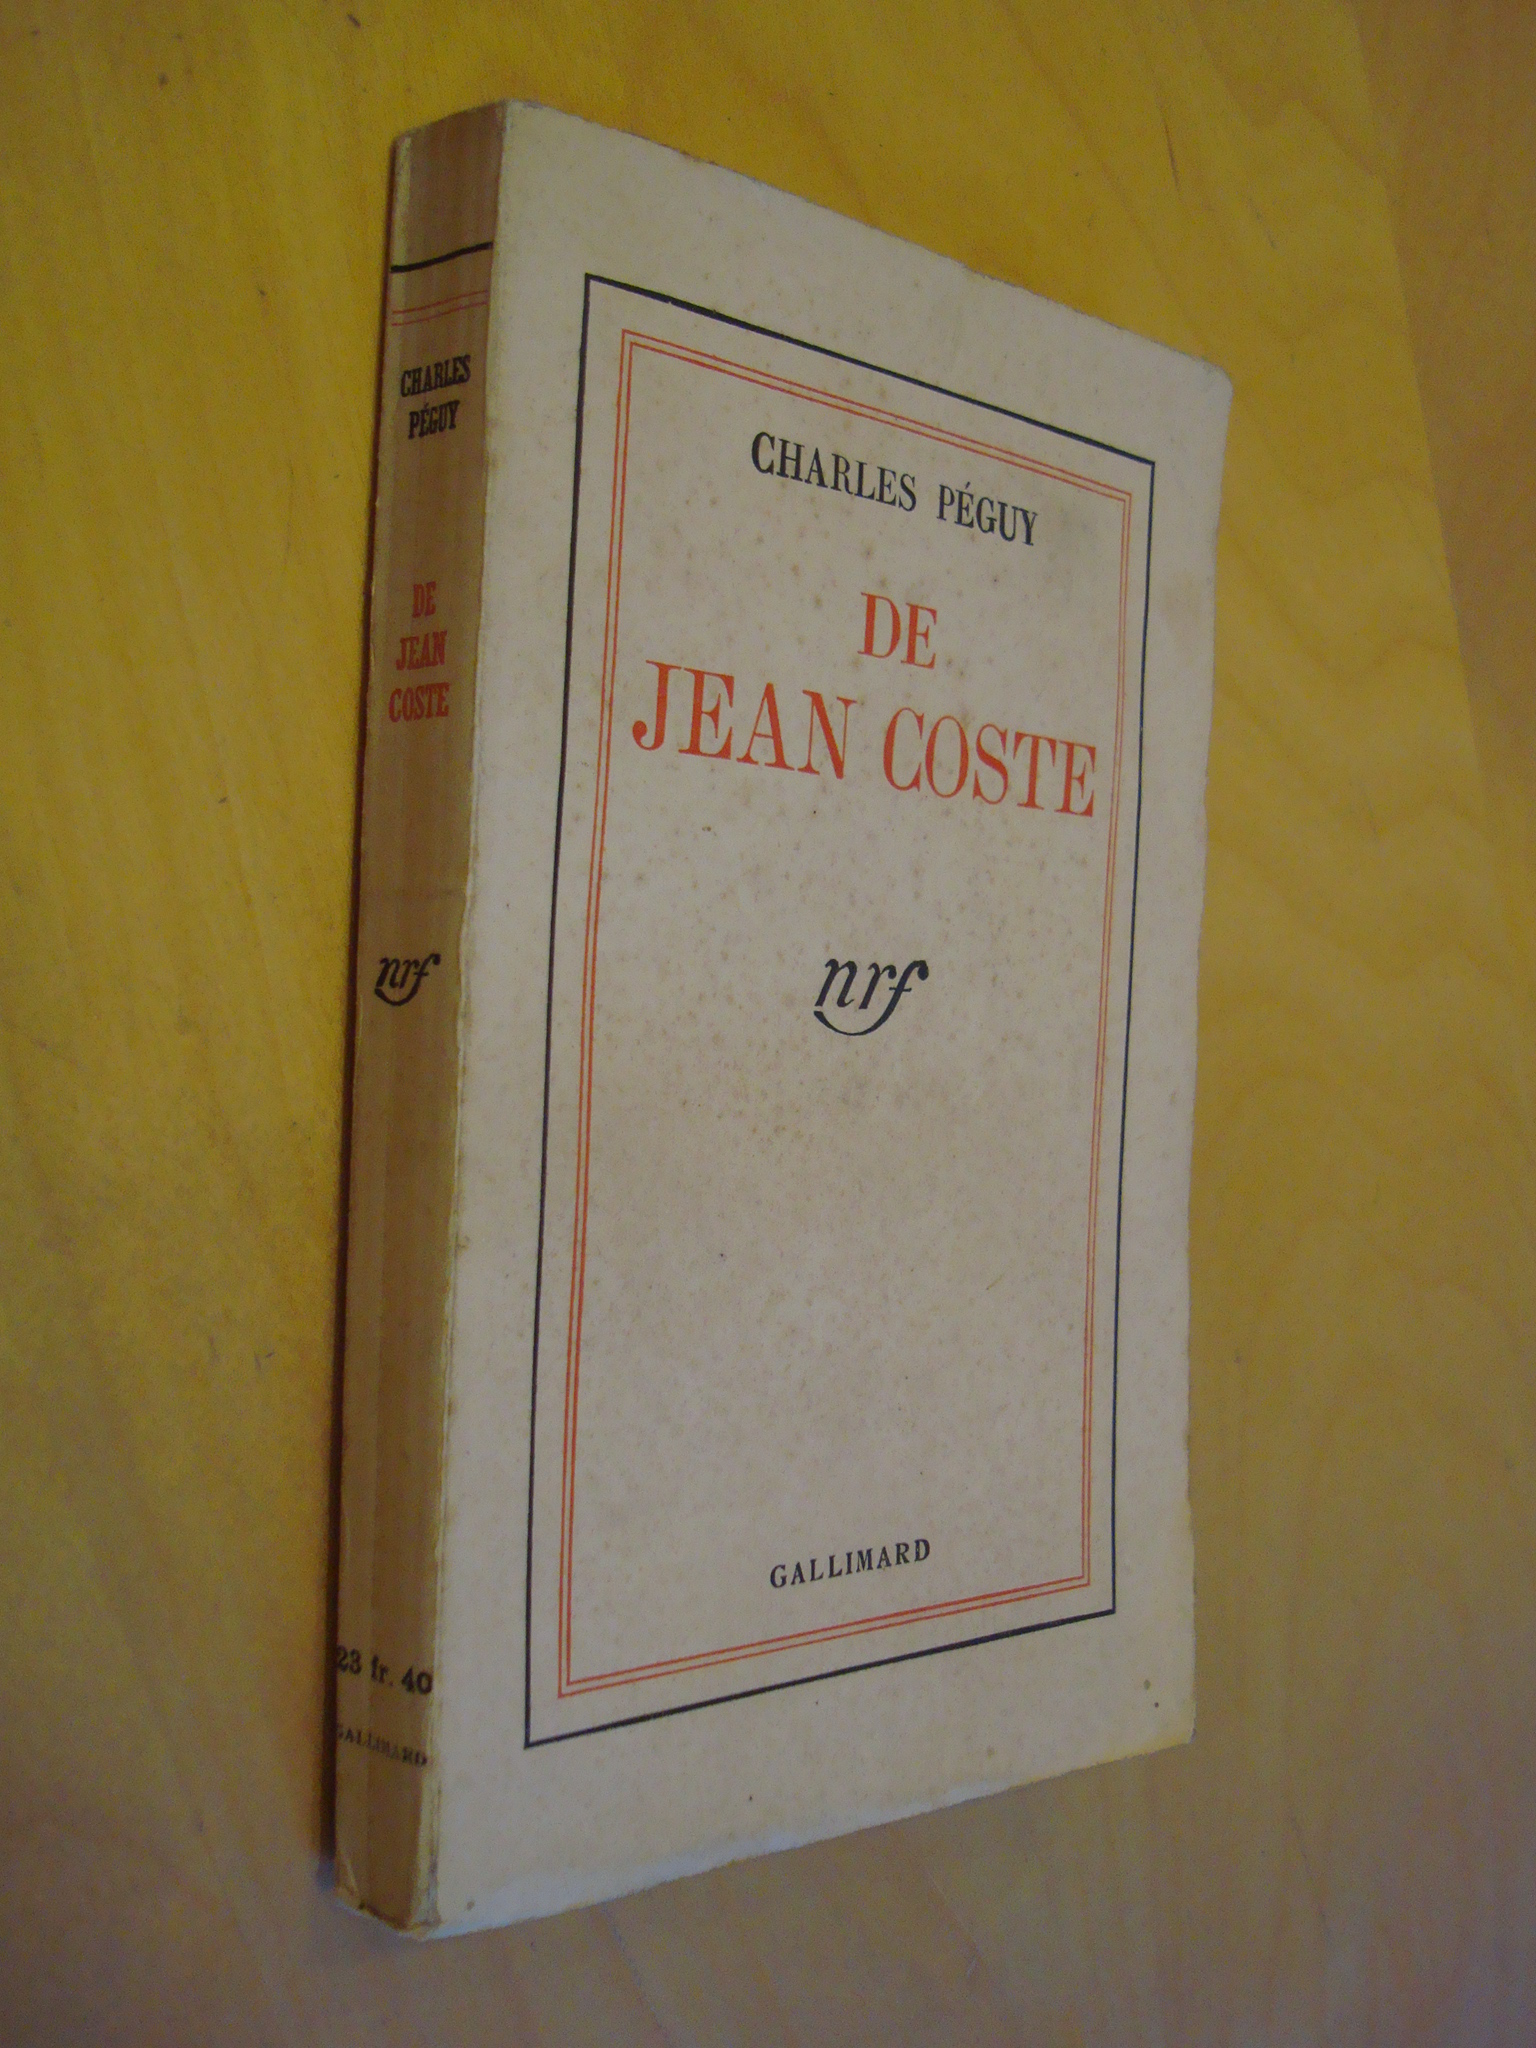 CHARLES
PÉGUY
DE
JEAN
COSTE
nrf
23 fr. 40
GALLIMARD
CHARLES PÉGUY
DE
JEAN COSTE
nrf
GALLIMARD